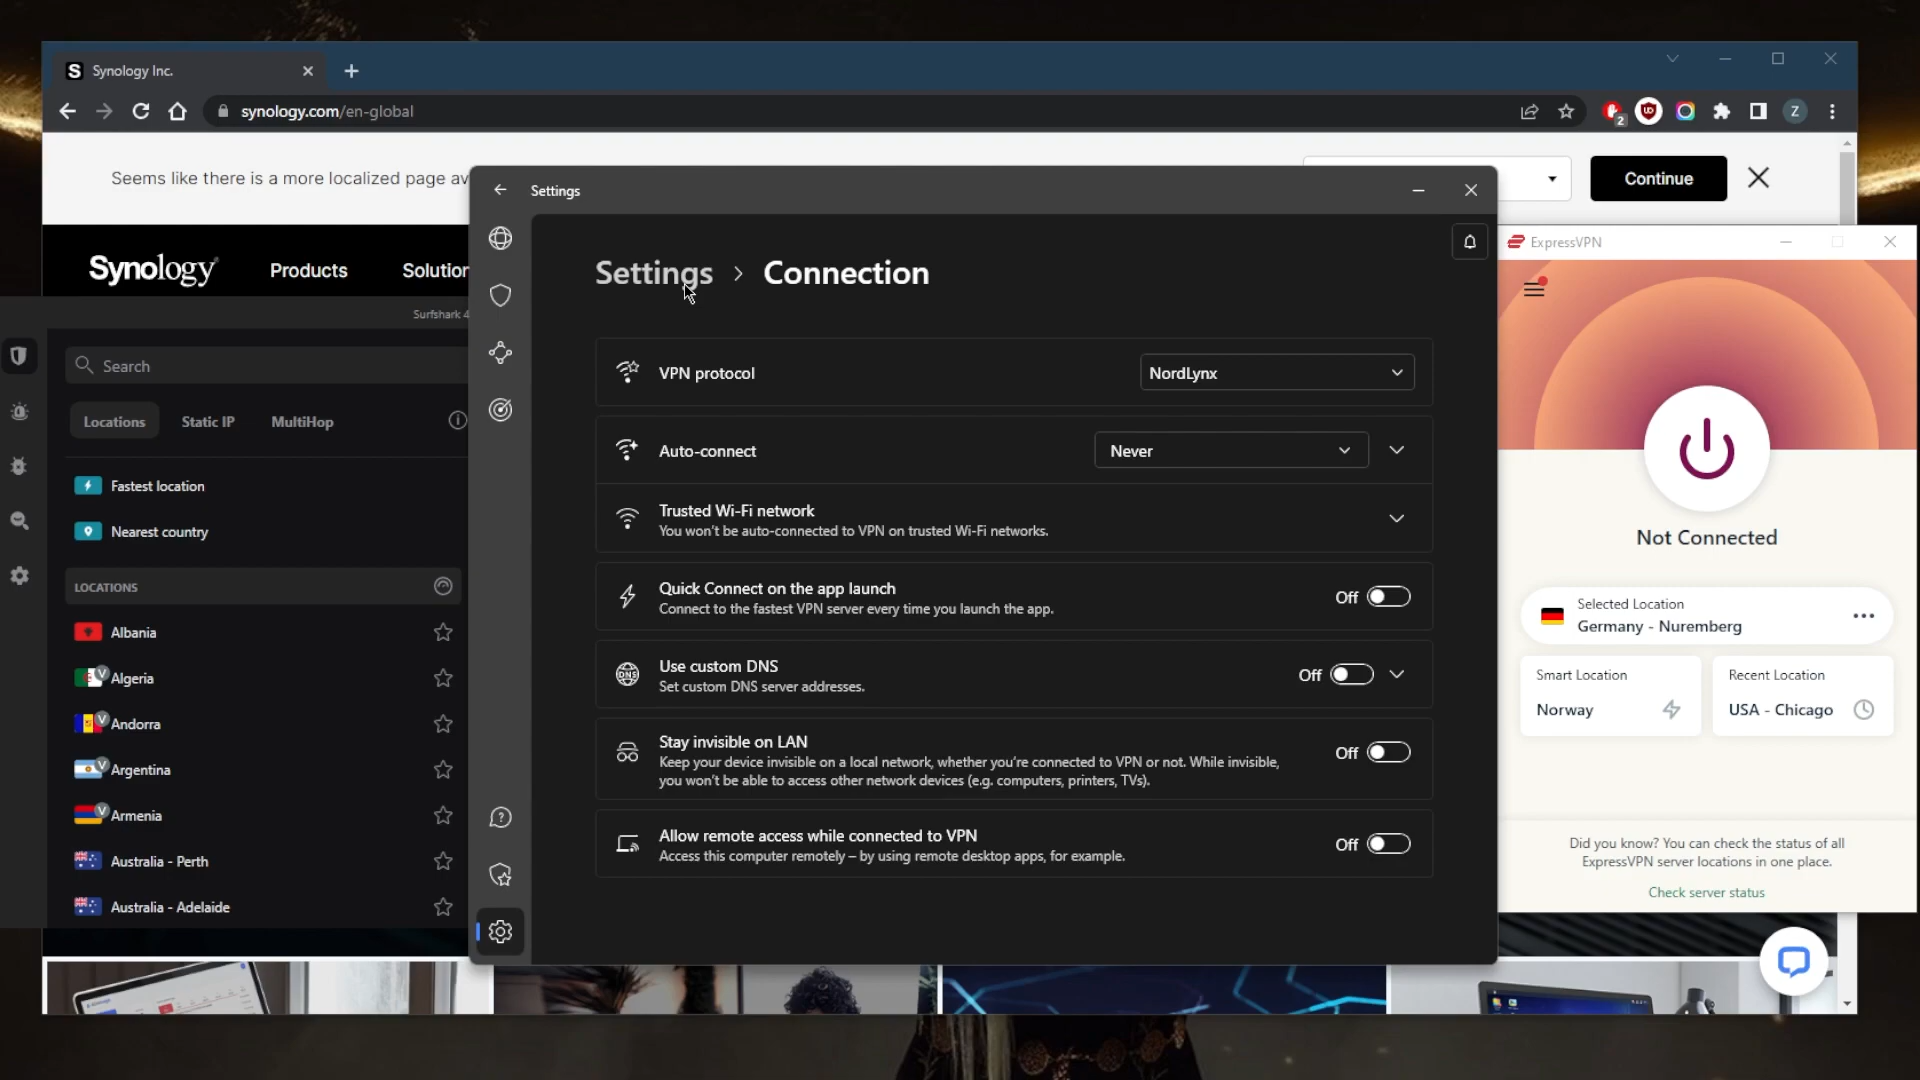 Synology Inc.
synology.com/en-global
2
Z
Seems like there is a more localized page av
Continue
Synology
Products
Solution
Surfshark 4
Search
Locations
Static IP
MultiHop
Fastest location
Nearest country
LOCATIONS
Albania
V
Algeria
V
Andorra
V
Argentina
V
Armenia
Australia - Perth
Australia - Adelaide
Settings
Settings
Connection
VPN protocol
NordLynx
Auto-connect
Never
Trusted Wi-Fi network
You won't be auto-connected to VPN on trusted Wi-Fi networks.
Quick Connect on the app launch
Connect to the fastest VPN server every time you launch the app.
Off
DNS
Use custom DNS
Set custom DNS server addresses.
Off
Stay invisible on LAN
Keep your device invisible on a local network, whether you're connected to VPN or not. While invisible,
you won't be able to access other network devices (e.g. computers, printers, TVs).
Off
Allow remote access while connected to VPN
Access this computer remotely – by using remote desktop apps, for example.
Off
ExpressVPN
Not Connected
Selected Location
Germany - Nuremberg
Smart Location
Norway
Recent Location
USA - Chicago
Did you know? You can check the status of all
ExpressVPN server locations in one place.
Check server status